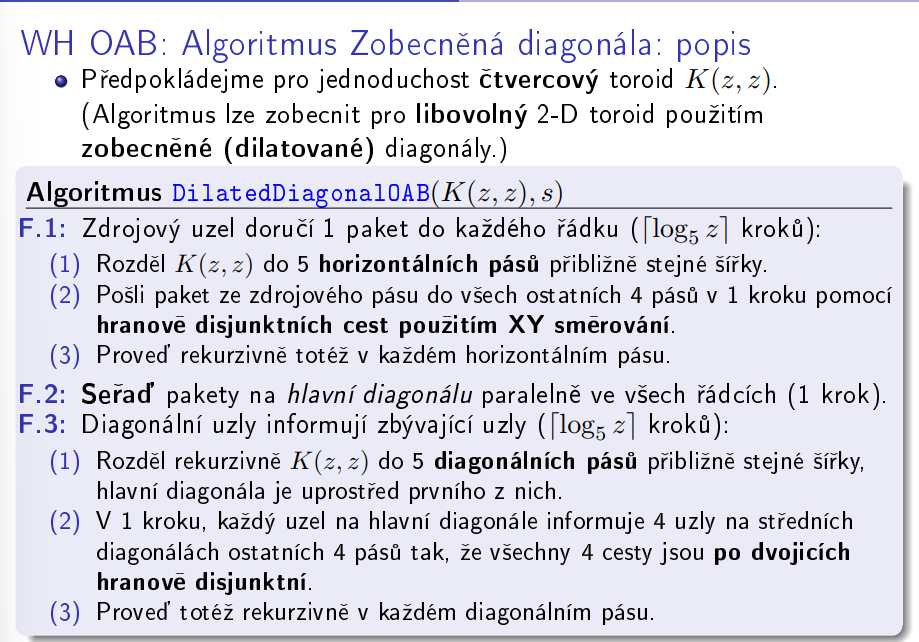 WH OAB: Algoritmus Zobecněná diagonála: popis
• Předpokládejme pro jednoduchost čtvercový toroid K(z, z).
(Algoritmus lze zobecnit pro libovolný 2-D toroid použitím
zobecněné (dilatované) diagonály.)
Algoritmus DilatedDiagonalOAB(K(z, z), s)
F.1: Zdrojový uzel doručí 1 paket do každého řádku (⌈log₅ z⌉ kroků):
(1) Rozděl K(z, z) do 5 horizontálních pásů přibližně stejné šířky.
(2) Pošli paket ze zdrojového pásu do všech ostatních 4 pásů v 1 kroku pomocí
hranově disjunktních cest použitím XY směrování.
(3) Proveď rekurzivně totéž v každém horizontálním pásu.
F.2: Seřaď pakety na hlavní diagonálu paralelně ve všech řádcích (1 krok).
F.3: Diagonální uzly informují zbývající uzly (⌈log₅ z⌉ kroků):
(1) Rozděl rekurzivně K(z, z) do 5 diagonálních pásů přibližně stejné šířky,
hlavní diagonála je uprostřed prvního z nich.
(2) V 1 kroku, každý uzel na hlavní diagonále informuje 4 uzly na středních
diagonálách ostatních 4 pásů tak, že všechny 4 cesty jsou po dvojicích
hranově disjunktní.
(3) Proveď totéž rekurzivně v každém diagonálním pásu.